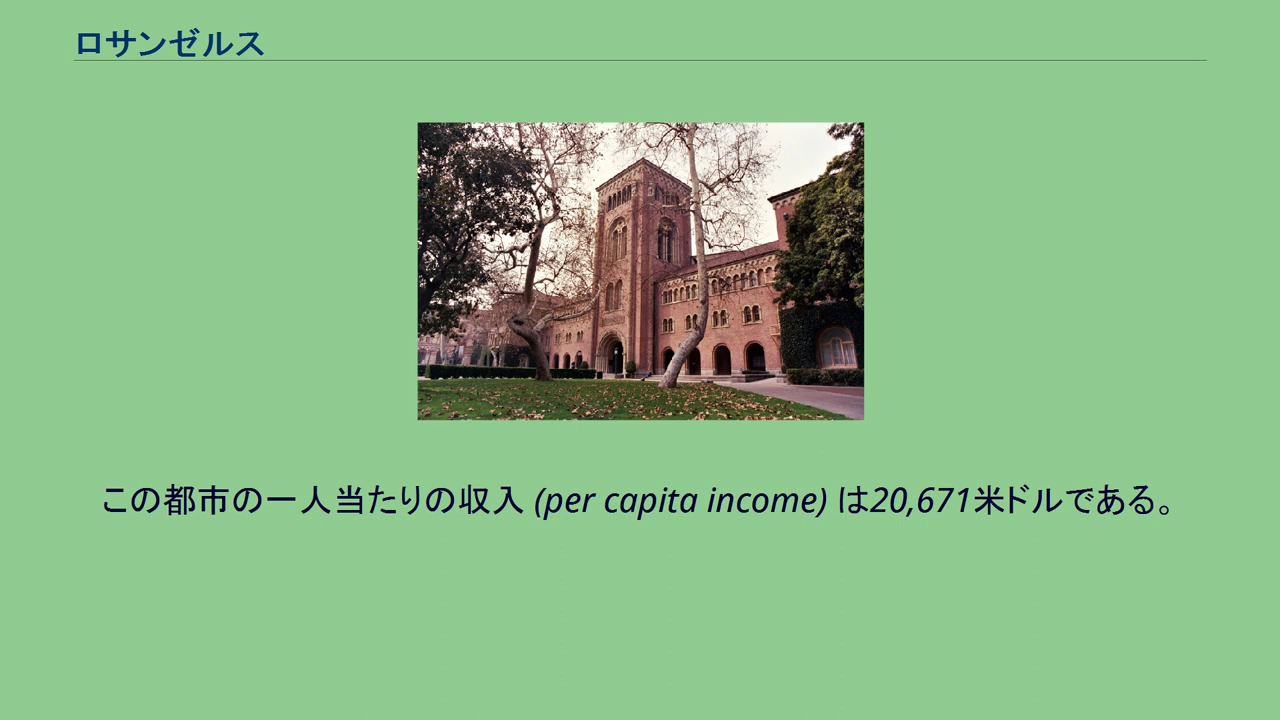 ロサンゼルス
この都市の一人当たりの収入 (per capita income) は20,671米ドルである。